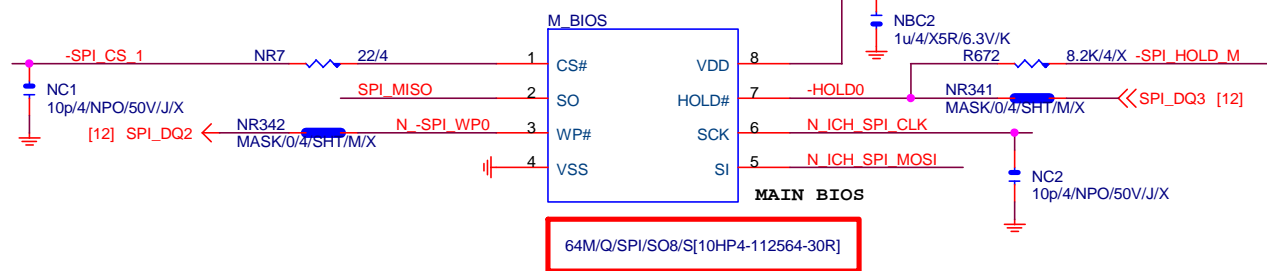 M_BIOS
NBC2
1u/4/X5R/6.3V/K
-SPI_CS_1 NR7 22/4 1 CS# VDD 8 R672 8.2K/4/X -SPI_HOLD_M
NC1
10p/4/NPO/50V/J/X
SPI_MISO 2 SO HOLD# 7 -HOLD0 NR341 SPI_DQ3 [12]
MASK/0/4/SHT/M/X
[12] SPI_DQ2 NR342 N_-SPI_WP0 3 WP# SCK 6 N_ICH_SPI_CLK
MASK/0/4/SHT/M/X
4 VSS SI 5 N_ICH_SPI_MOSI
NC2
10p/4/NPO/50V/J/X
MAIN BIOS
64M/Q/SPI/SO8/S[10HP4-112564-30R]